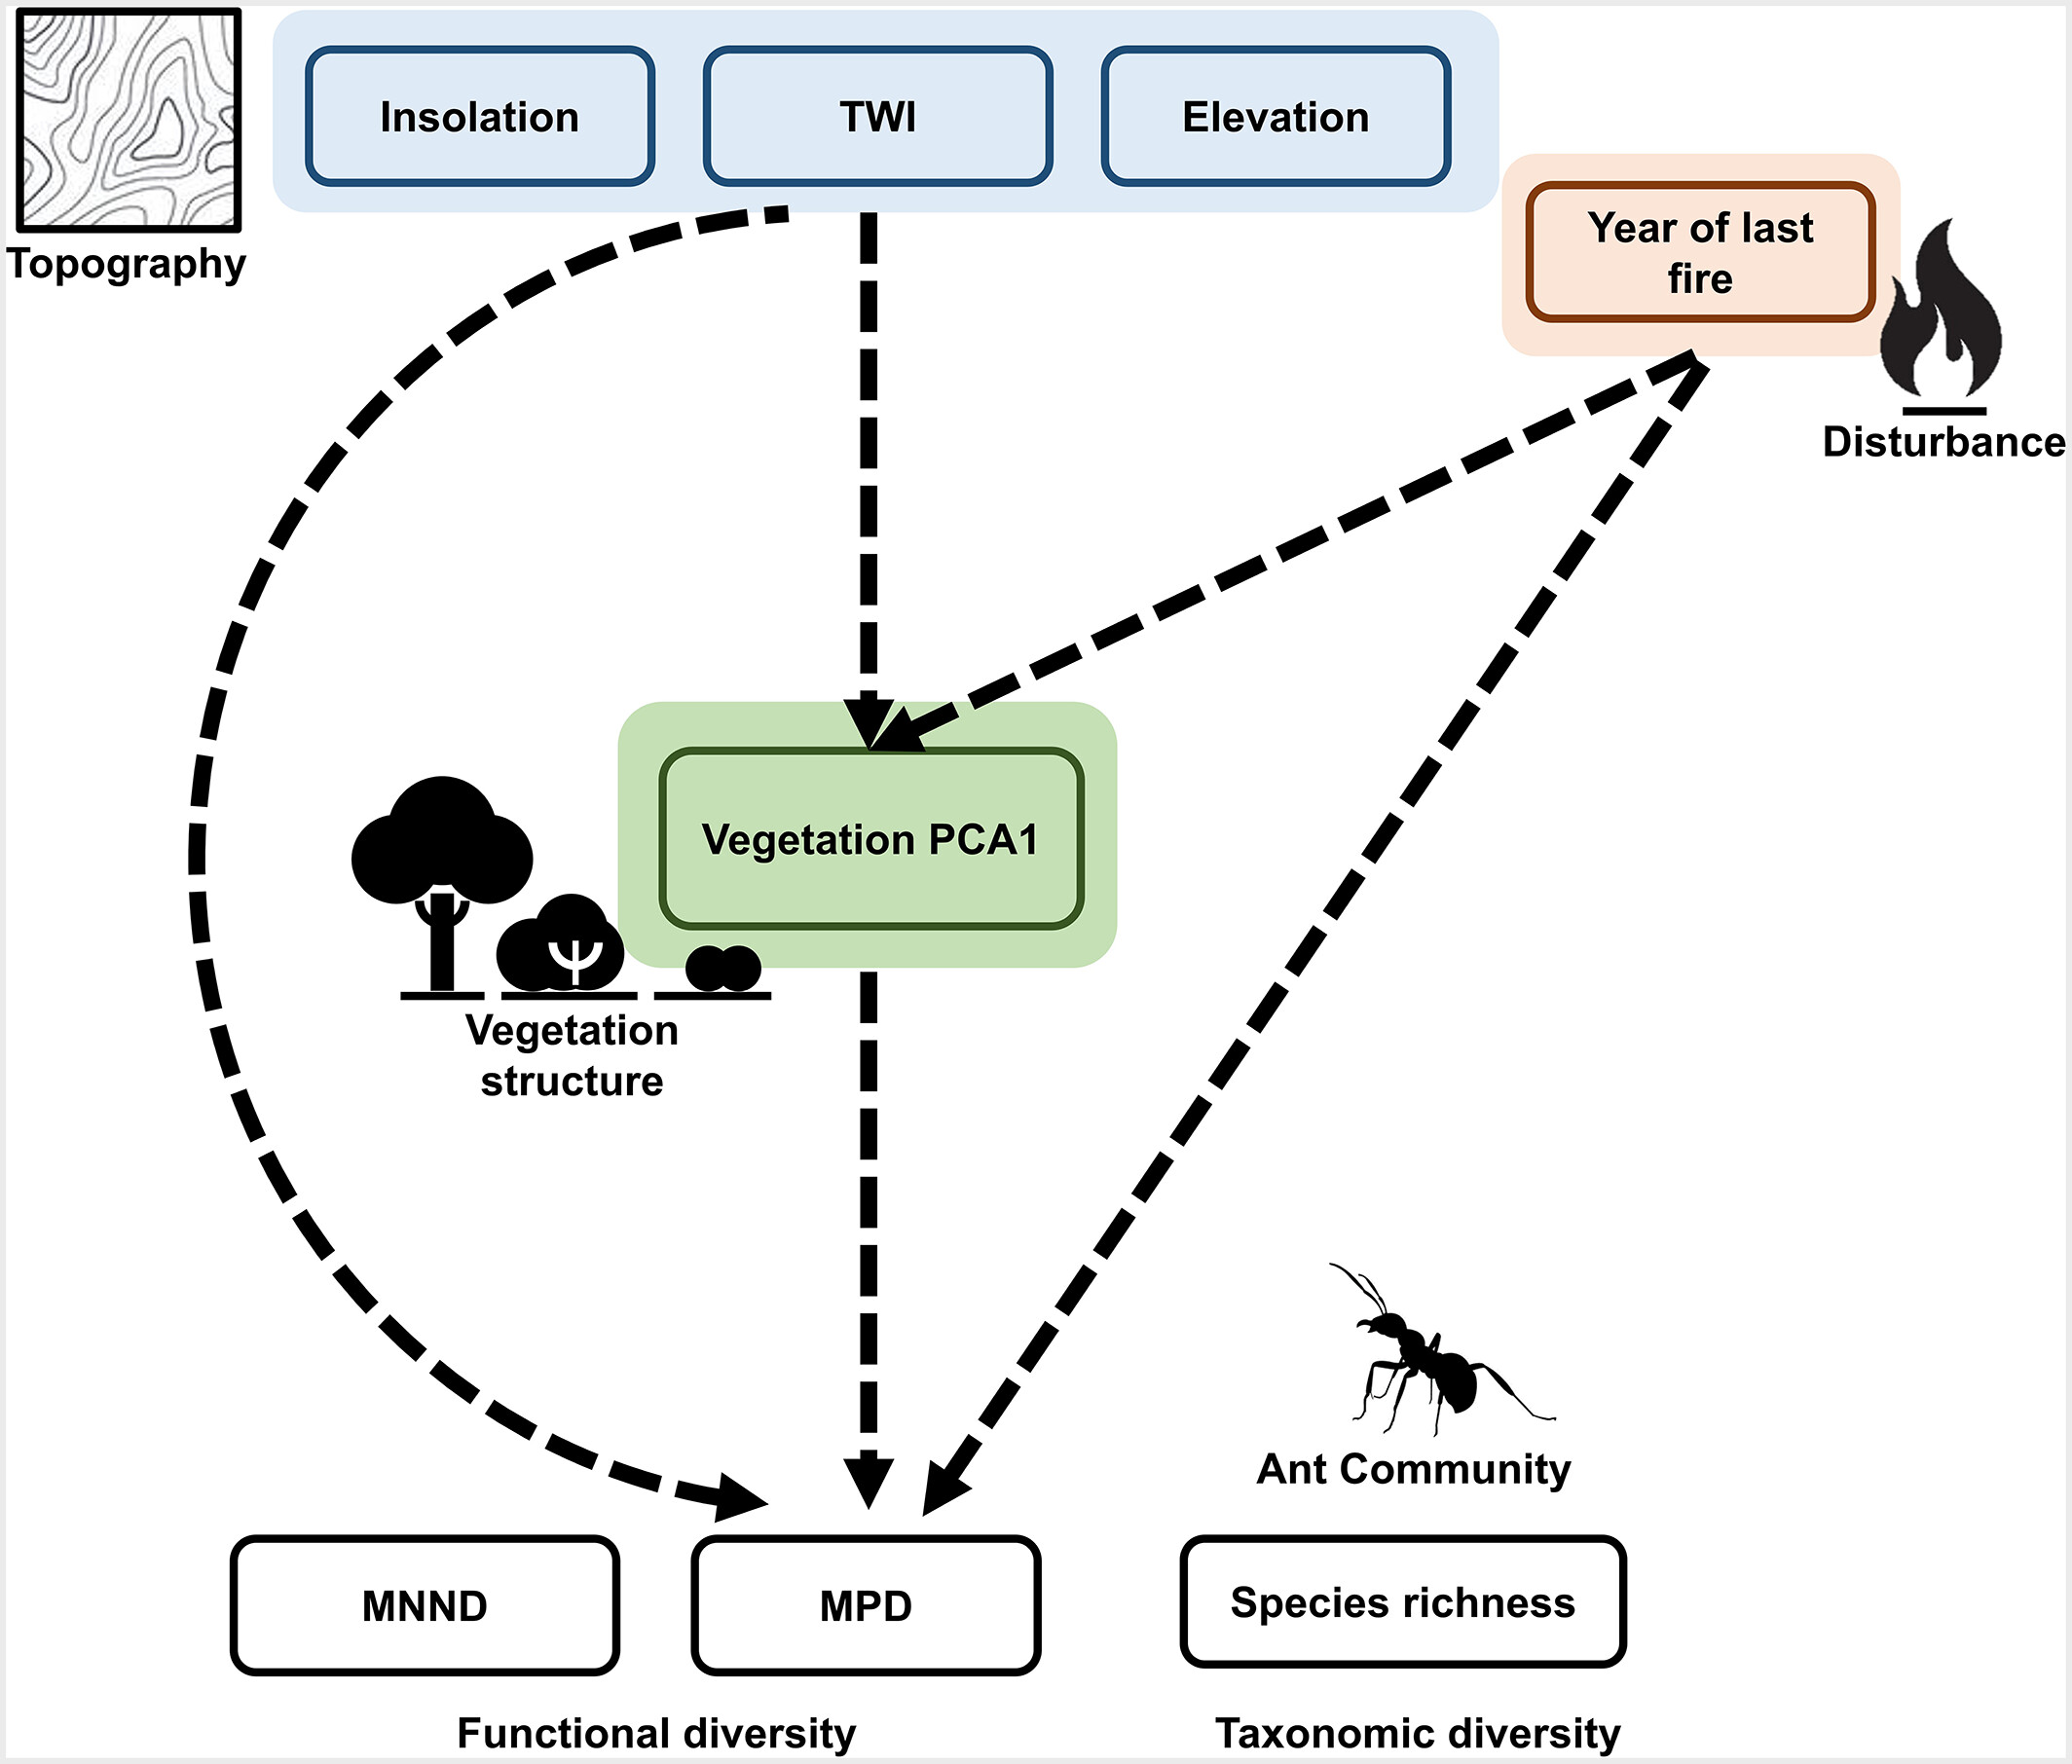 Insolation
TWI
Elevation
Topography
Year of last
fire
Disturbance
Vegetation PCA1
Vegetation
structure
Ant Community
MNND
MPD
Species richness
Functional diversity
Taxonomic diversity